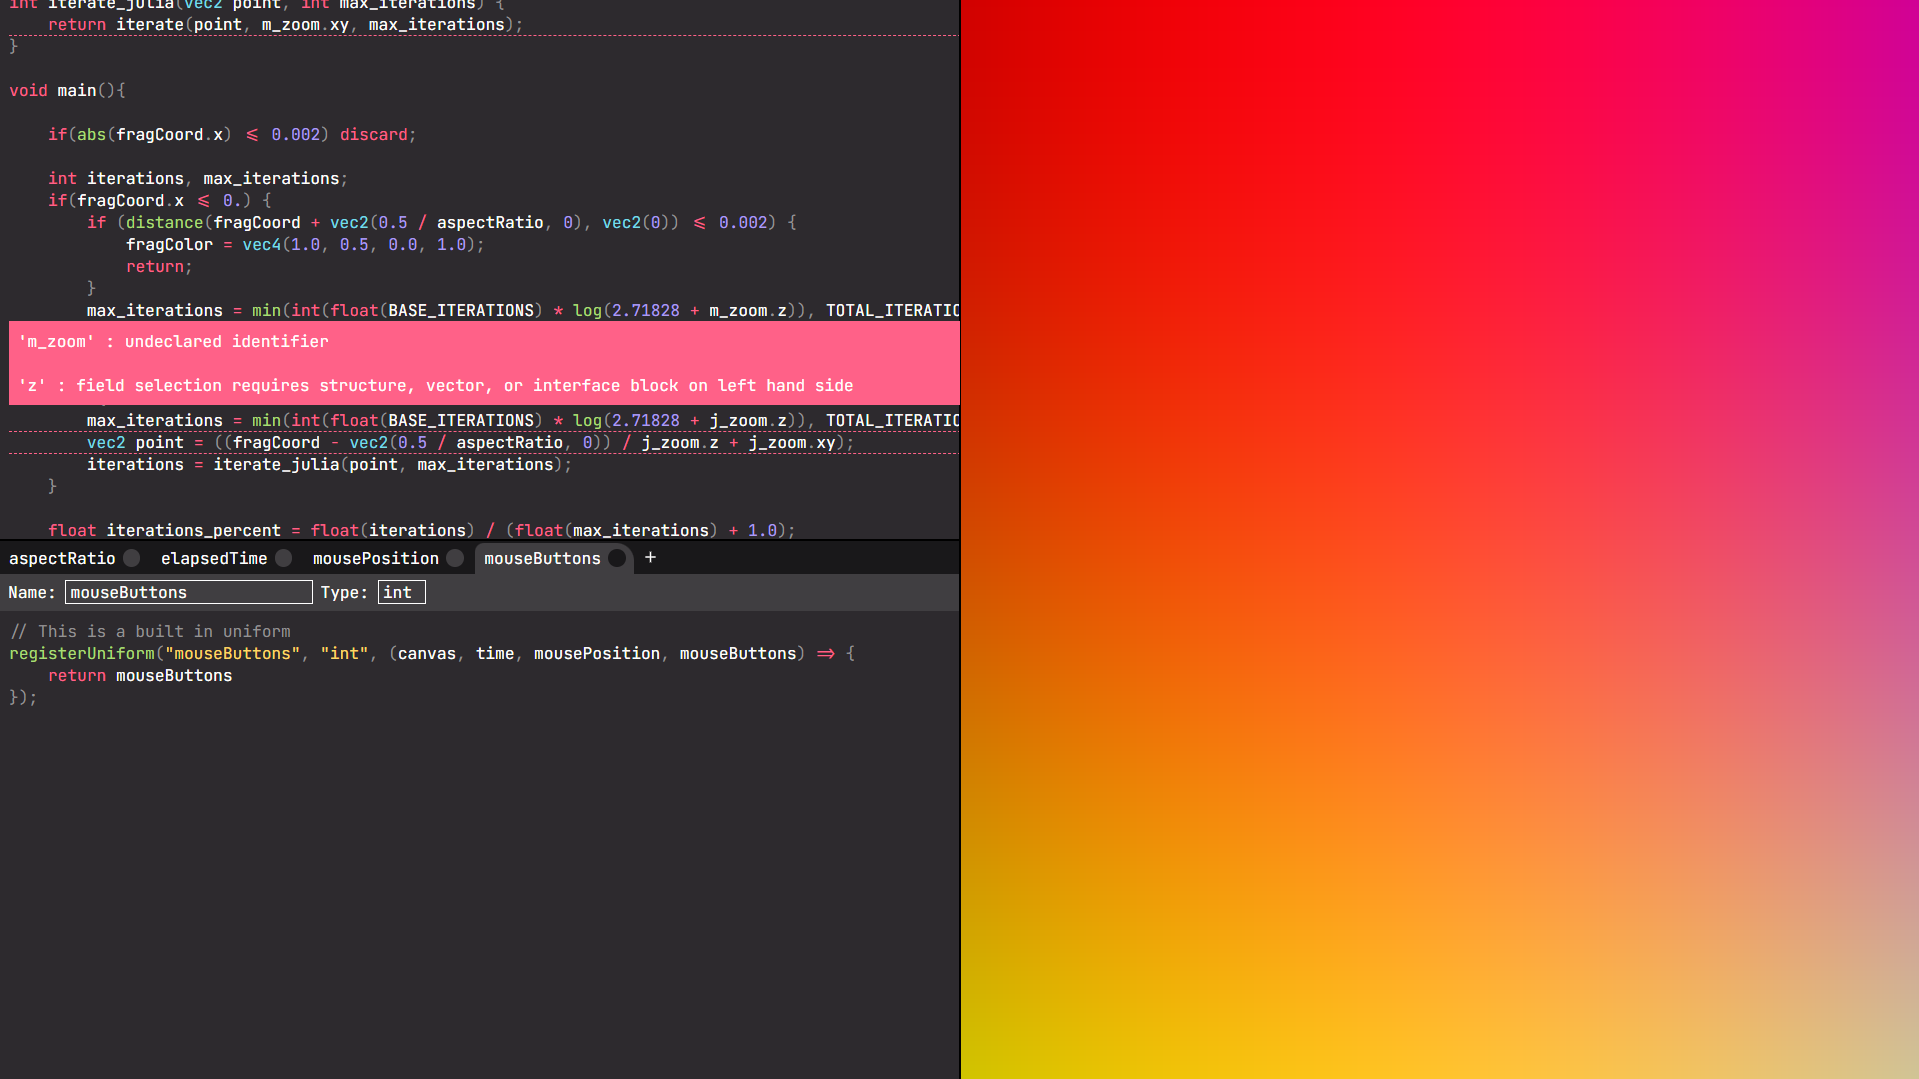 int iterate_julia(vec2 point, int max_iterations) {
    return iterate(point, m_zoom.xy, max_iterations);
}
void main(){
    if(abs(fragCoord.x) <= 0.002) discard;
    int iterations, max_iterations;
    if(fragCoord.x <= 0.) {
        if (distance(fragCoord + vec2(0.5 / aspectRatio, 0), vec2(0)) <= 0.002) {
            fragColor = vec4(1.0, 0.5, 0.0, 1.0);
            return;
        }
        max_iterations = min(int(float(BASE_ITERATIONS) * log(2.71828 + m_zoom.z)), TOTAL_ITERATIO
'm_zoom' : undeclared identifier
'z' : field selection requires structure, vector, or interface block on left hand side
        max_iterations = min(int(float(BASE_ITERATIONS) * log(2.71828 + j_zoom.z)), TOTAL_ITERATIO
        vec2 point = ((fragCoord - vec2(0.5 / aspectRatio, 0)) / j_zoom.z + j_zoom.xy);
        iterations = iterate_julia(point, max_iterations);
    }
    float iterations_percent = float(iterations) / (float(max_iterations) + 1.0);
aspectRatio elapsedTime mousePosition mouseButtons +
Name: mouseButtons Type: int
// This is a built in uniform
registerUniform("mouseButtons", "int", (canvas, time, mousePosition, mouseButtons) => {
    return mouseButtons
});